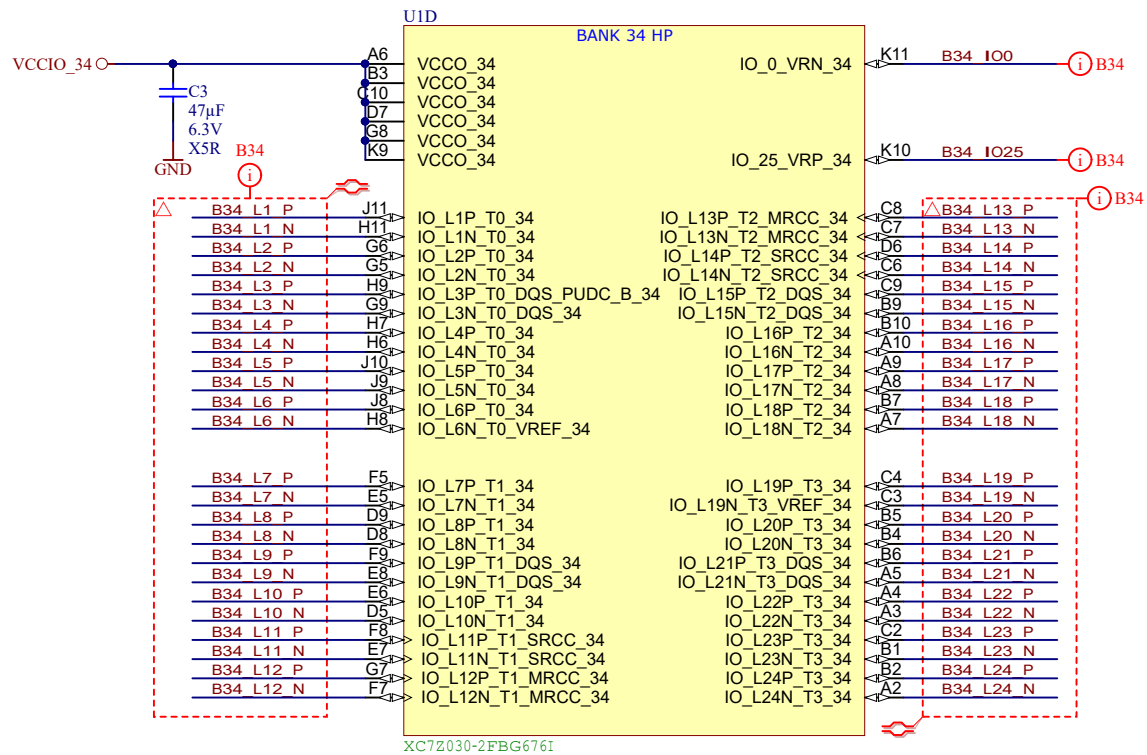 U1D
BANK 34 HP
VCCIO_34 A6 VCCO_34 IO_0_VRN_34 K11 B34_IO0 i B34
B3 VCCO_34
C3 C10 VCCO_34
47µF D7 VCCO_34
6.3V G8 VCCO_34
X5R K9 VCCO_34 IO_25_VRP_34 K10 B34_IO25 i B34
GND
B34 i
i B34
B34_L1_P J11 IO_L1P_T0_34 IO_L13P_T2_MRCC_34 C8 B34_L13_P
B34_L1_N H11 IO_L1N_T0_34 IO_L13N_T2_MRCC_34 C7 B34_L13_N
B34_L2_P G6 IO_L2P_T0_34 IO_L14P_T2_SRCC_34 D6 B34_L14_P
B34_L2_N G5 IO_L2N_T0_34 IO_L14N_T2_SRCC_34 C6 B34_L14_N
B34_L3_P H9 IO_L3P_T0_DQS_PUDC_B_34 IO_L15P_T2_DQS_34 C9 B34_L15_P
B34_L3_N G9 IO_L3N_T0_DQS_34 IO_L15N_T2_DQS_34 B9 B34_L15_N
B34_L4_P H7 IO_L4P_T0_34 IO_L16P_T2_34 B10 B34_L16_P
B34_L4_N H6 IO_L4N_T0_34 IO_L16N_T2_34 A10 B34_L16_N
B34_L5_P J10 IO_L5P_T0_34 IO_L17P_T2_34 A9 B34_L17_P
B34_L5_N J9 IO_L5N_T0_34 IO_L17N_T2_34 A8 B34_L17_N
B34_L6_P J8 IO_L6P_T0_34 IO_L18P_T2_34 B7 B34_L18_P
B34_L6_N H8 IO_L6N_T0_VREF_34 IO_L18N_T2_34 A7 B34_L18_N
B34_L7_P F5 IO_L7P_T1_34 IO_L19P_T3_34 C4 B34_L19_P
B34_L7_N E5 IO_L7N_T1_34 IO_L19N_T3_VREF_34 C3 B34_L19_N
B34_L8_P D9 IO_L8P_T1_34 IO_L20P_T3_34 B5 B34_L20_P
B34_L8_N D8 IO_L8N_T1_34 IO_L20N_T3_34 B4 B34_L20_N
B34_L9_P F9 IO_L9P_T1_DQS_34 IO_L21P_T3_DQS_34 B6 B34_L21_P
B34_L9_N E8 IO_L9N_T1_DQS_34 IO_L21N_T3_DQS_34 A5 B34_L21_N
B34_L10_P E6 IO_L10P_T1_34 IO_L22P_T3_34 A4 B34_L22_P
B34_L10_N D5 IO_L10N_T1_34 IO_L22N_T3_34 A3 B34_L22_N
B34_L11_P F8 IO_L11P_T1_SRCC_34 IO_L23P_T3_34 C2 B34_L23_P
B34_L11_N E7 IO_L11N_T1_SRCC_34 IO_L23N_T3_34 B1 B34_L23_N
B34_L12_P G7 IO_L12P_T1_MRCC_34 IO_L24P_T3_34 B2 B34_L24_P
B34_L12_N F7 IO_L12N_T1_MRCC_34 IO_L24N_T3_34 A2 B34_L24_N
XC7Z030-2FBG676I